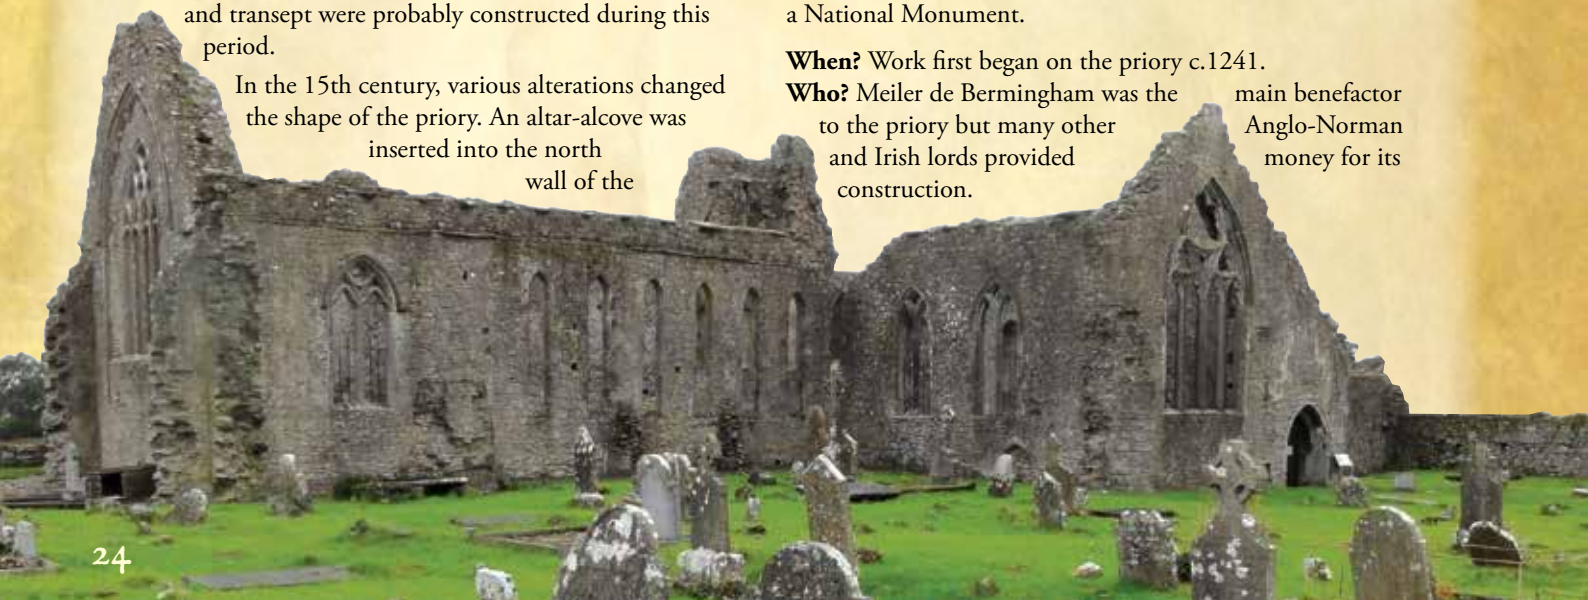 and transept were probably constructed during this
period.
In the 15th century, various alterations changed
the shape of the priory. An altar-alcove was
inserted into the north
wall of the
a National Monument.
When? Work first began on the priory c.1241.
Who? Meiler de Bermingham was the main benefactor
to the priory but many other Anglo-Norman
and Irish lords provided money for its
construction.
24